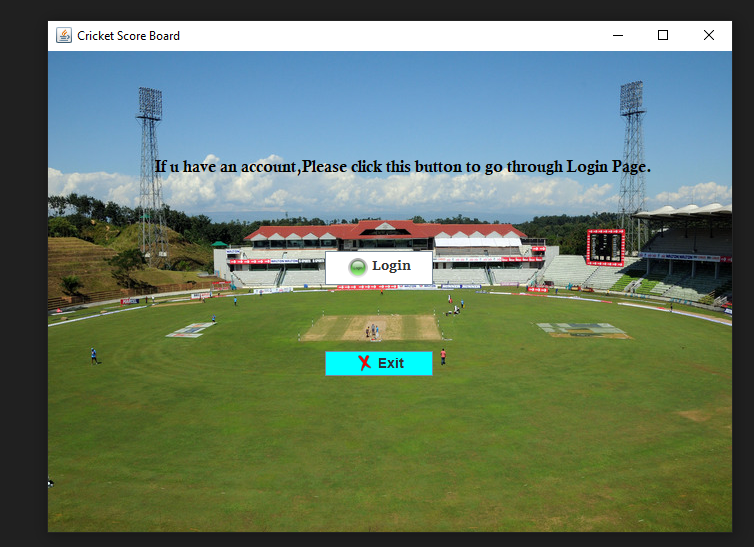 Cricket Score Board
If u have an account,Please click this button to go through Login Page.
Login
Exit